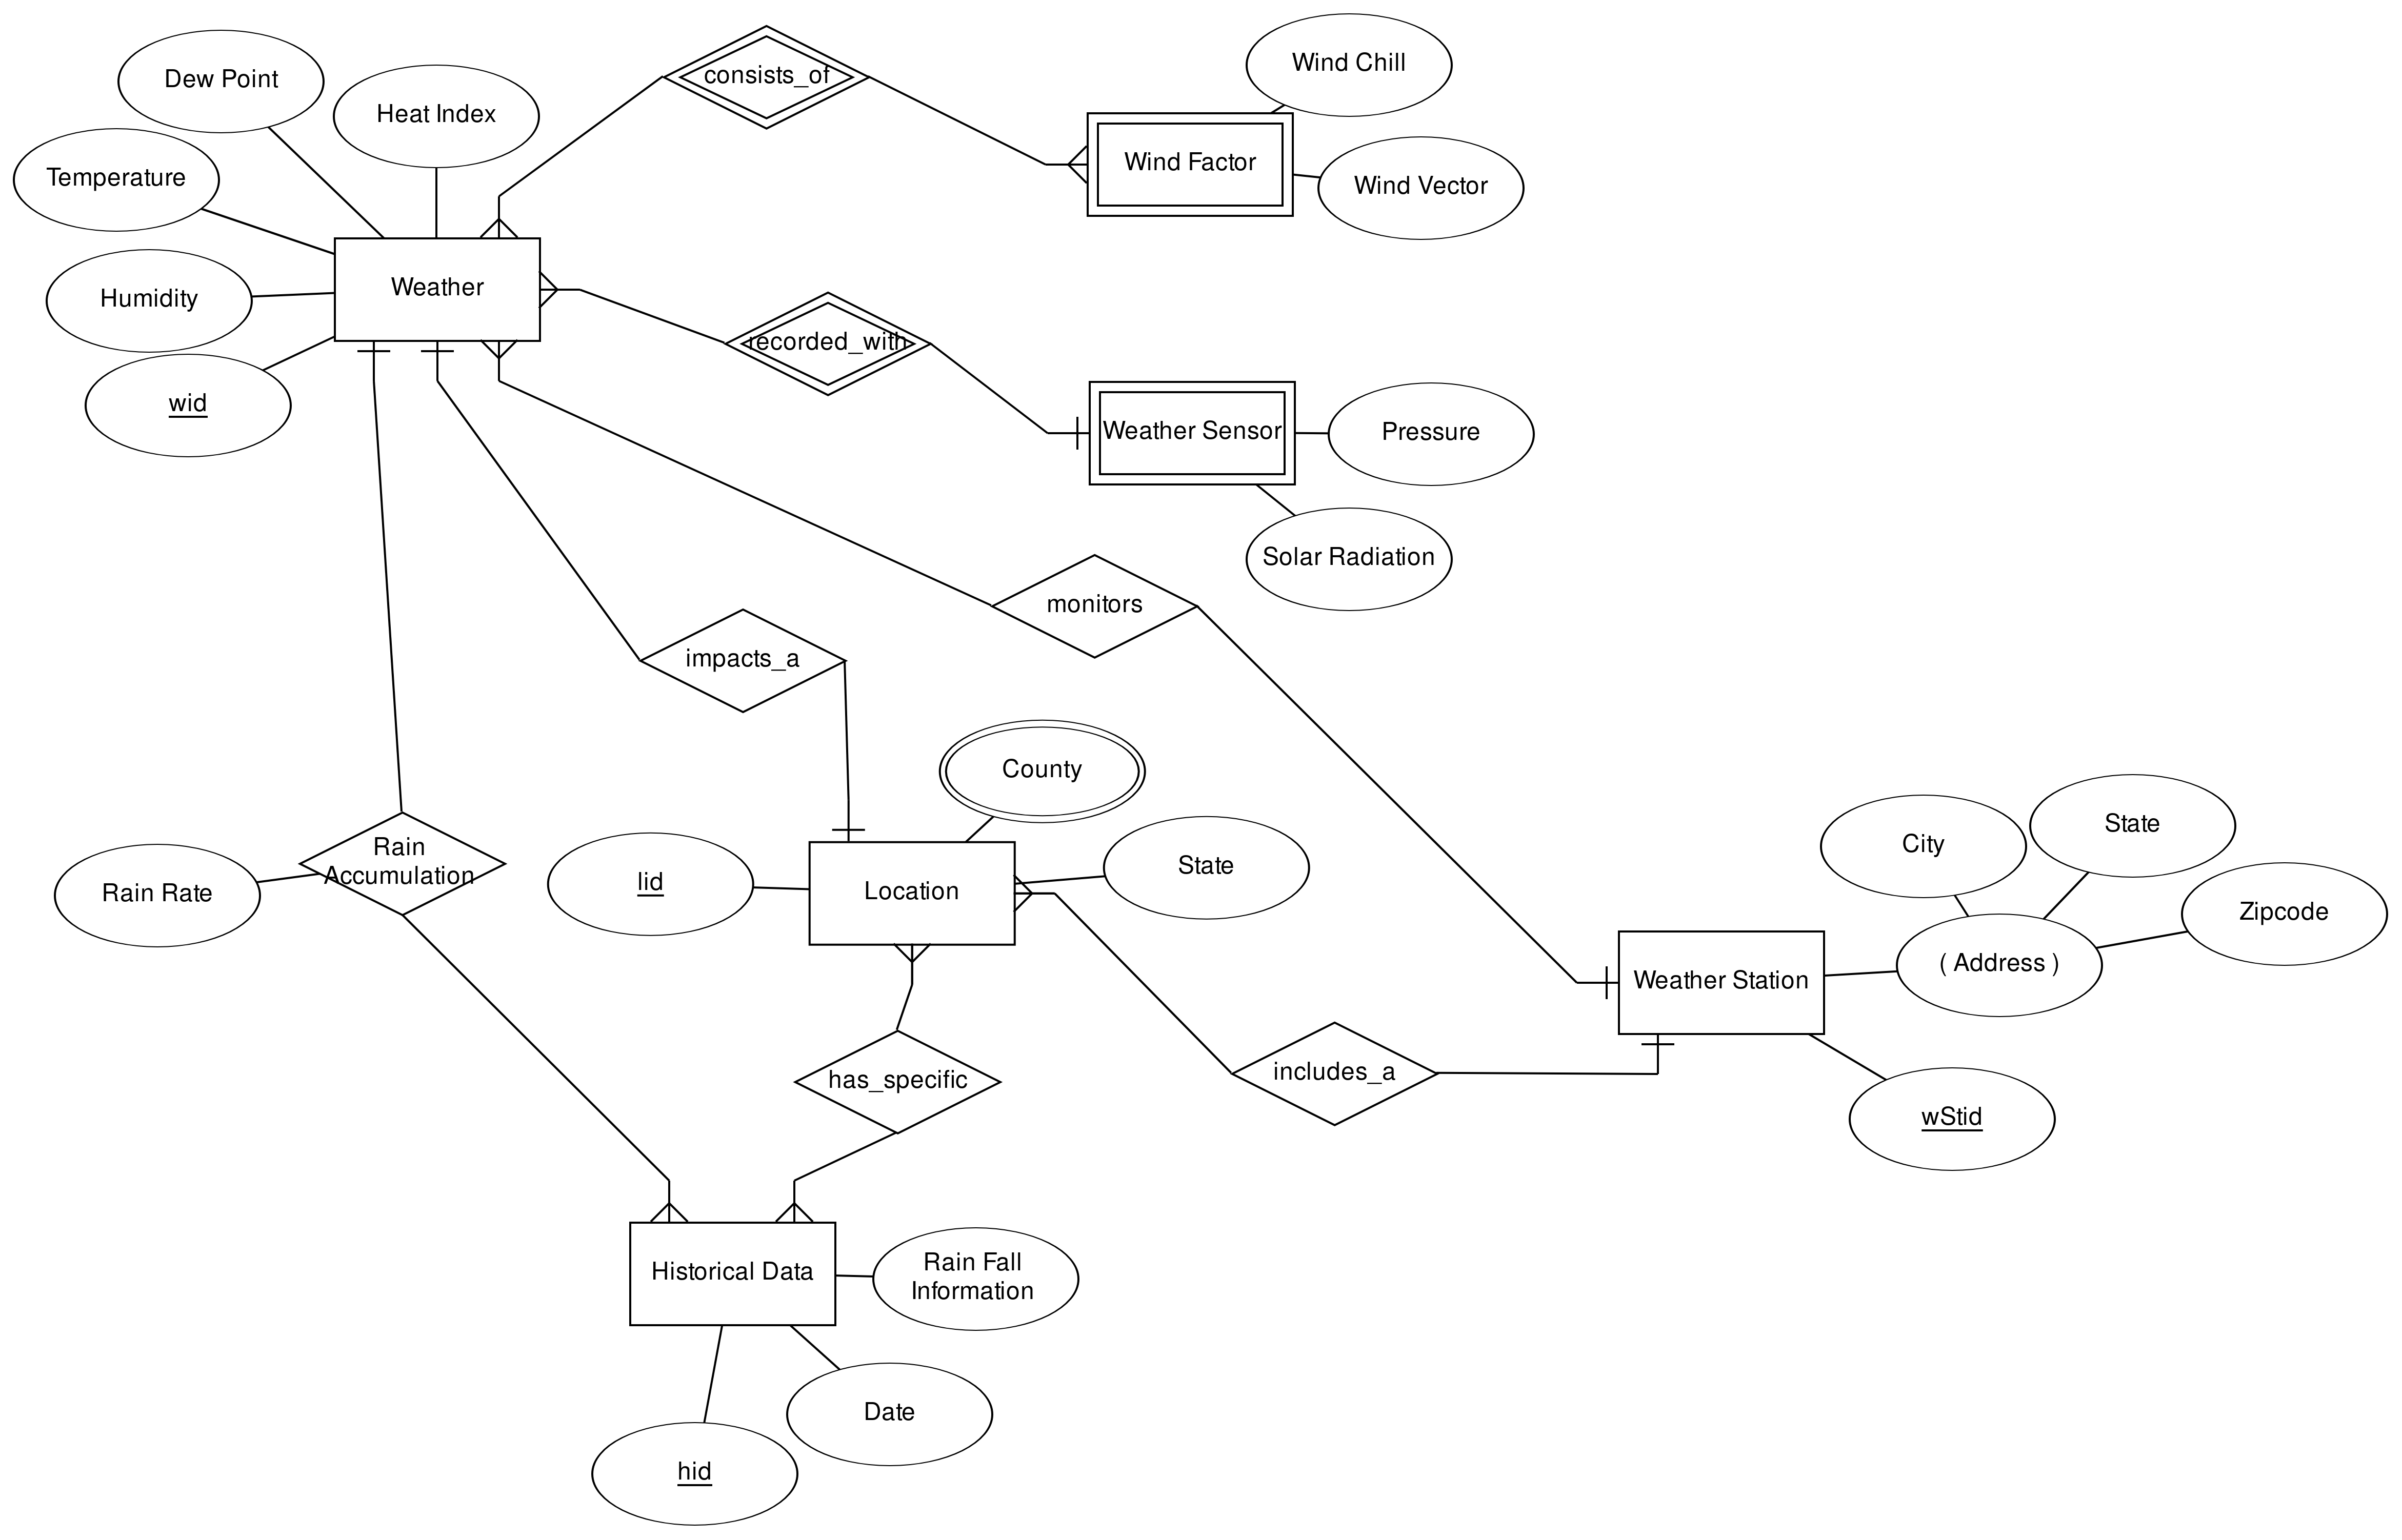 Wind Chill
consists_of
Dew Point
Heat Index
Wind Factor
Temperature
Wind Vector
Weather
Humidity
recorded_with
wid
Weather Sensor
Pressure
Solar Radiation
monitors
impacts_a
County
State
City
Rain
Accumulation
State
Rain Rate
lid
Location
Zipcode
( Address )
Weather Station
has_specific
includes_a
wStid
Historical Data
Rain Fall
Information
Date
hid